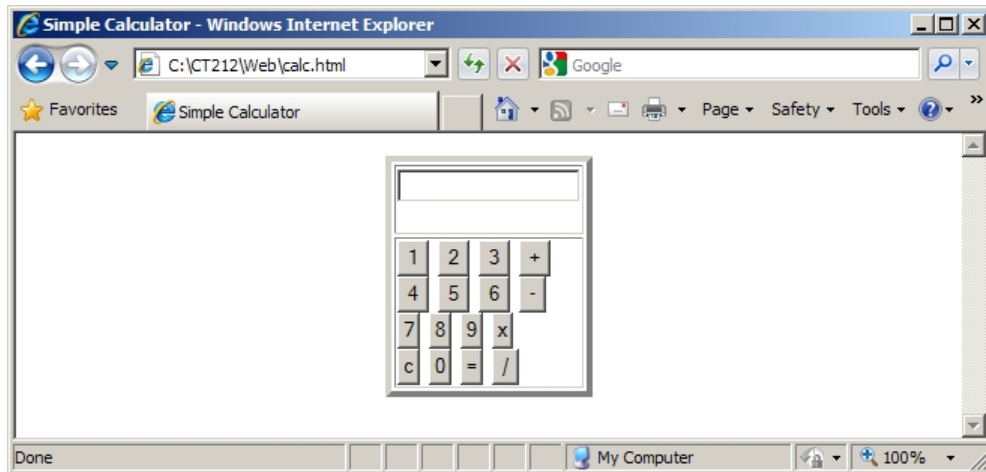 Simple Calculator - Windows Internet Explorer
C:\CT212\Web\calc.html
Google
Favorites
Simple Calculator
Page
Safety
Tools
1 2 3 +
4 5 6 -
7 8 9 x
c 0 = /
Done
My Computer
100%